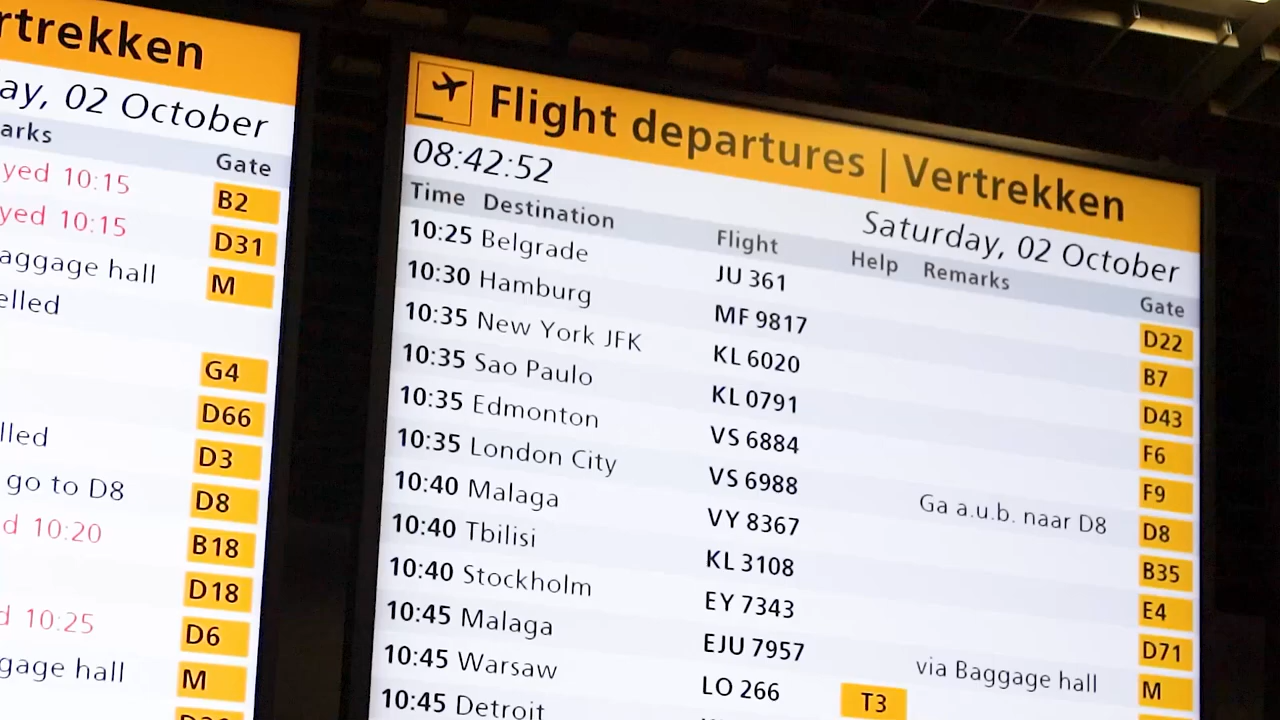 rtrekken
ay, 02 October
arks Gate
yed 10:15 B2
yed 10:15 D31
aggage hall M
elled
G4
D66
lled D3
go to D8 D8
d 10:20 B18
D18
d 10:25 D6
gage hall M
Flight departures | Vertrekken
08:42:52
Saturday, 02 October
Time Destination Flight Help Remarks Gate
10:25 Belgrade JU 361 D22
10:30 Hamburg MF 9817 B7
10:35 New York JFK KL 6020 D43
10:35 Sao Paulo KL 0791 F6
10:35 Edmonton VS 6884 F9
10:35 London City VS 6988 Ga a.u.b. naar D8 D8
10:40 Malaga VY 8367 B35
10:40 Tbilisi KL 3108 E4
10:40 Stockholm EY 7343 D71
10:45 Malaga EJU 7957 via Baggage hall M
10:45 Warsaw LO 266 T3
10:45 Detroit